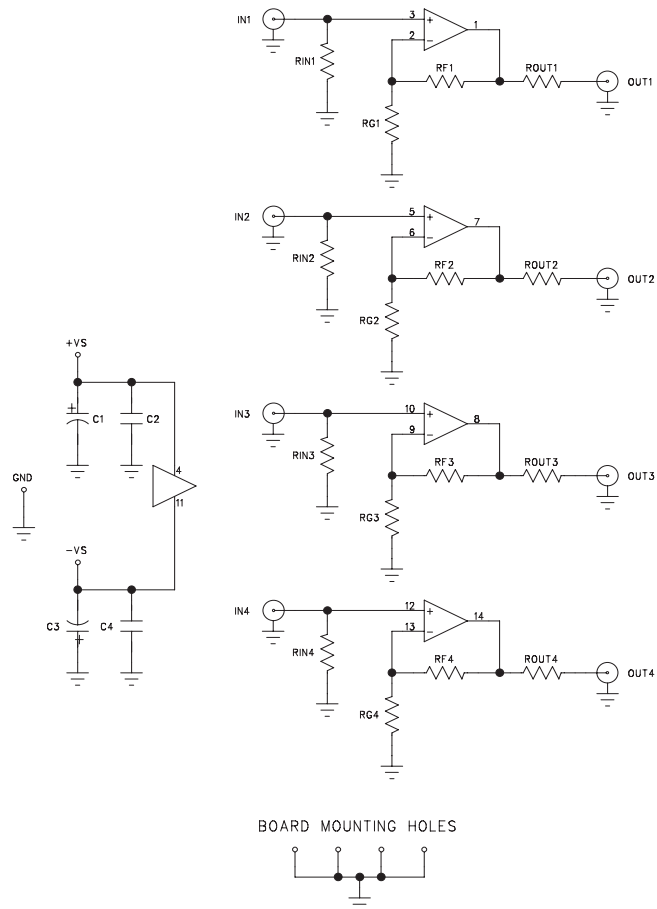 IN1
3
+
1
2
−
RIN1
RF1
ROUT1
OUT1
RG1
IN2
5
+
7
6
−
RIN2
RF2
ROUT2
OUT2
RG2
+VS
+
C1
C2
4
11
GND
−VS
C3
+
C4
IN3
10
+
8
9
−
RIN3
RF3
ROUT3
OUT3
RG3
IN4
12
+
14
13
−
RIN4
RF4
ROUT4
OUT4
RG4
BOARD MOUNTING HOLES